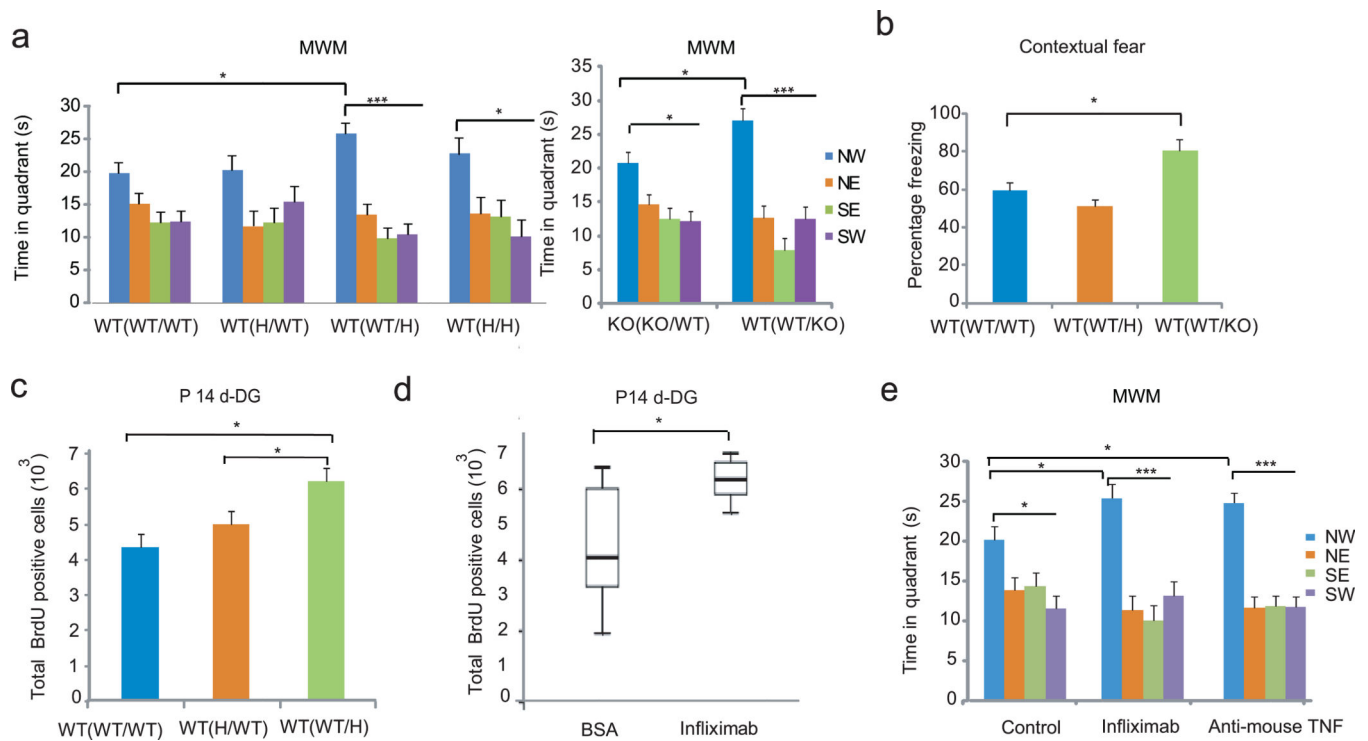 a
MWM
*
***
*
Time in quadrant (s)
30
25
20
15
10
5
0
WT(WT/WT) WT(H/WT) WT(WT/H) WT(H/H)
MWM
*
***
*
Time in quadrant (s)
35
30
25
20
15
10
5
0
KO(KO/WT) WT(WT/KO)
NW
NE
SE
SW
b
Contextual fear
*
Percentage freezing
100
80
60
40
20
0
WT(WT/WT) WT(WT/H) WT(WT/KO)
c
P 14 d-DG
*
*
Total BrdU positive cells (10³)
7
6
5
4
3
2
1
0
WT(WT/WT) WT(H/WT) WT(WT/H)
d
P14 d-DG
*
Total BrdU positive cells (10³)
7
6
4
2
1
0
BSA Infliximab
e
MWM
*
*
***
***
*
Time in quadrant (s)
30
25
20
15
10
5
0
Control Infliximab Anti-mouse TNF
NW
NE
SE
SW